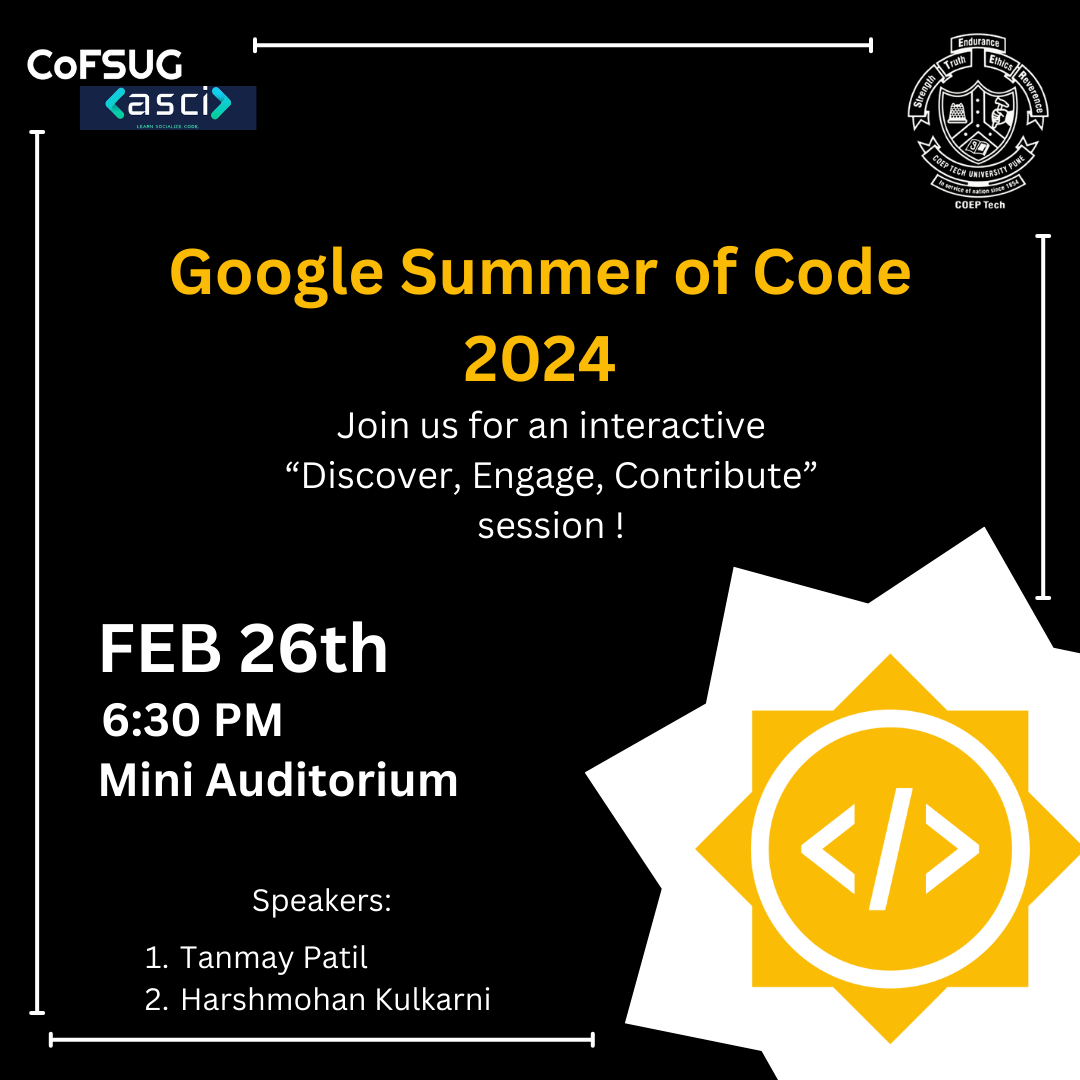 CoFSUG
<asci>
LEARN SOCIALIZE CODE.
Endurance
Truth
Ethics
Strength
Reverence
COEP TECH UNIVERSITY PUNE
In service of nation since 1854
COEP Tech
Google Summer of Code
2024
Join us for an interactive
“Discover, Engage, Contribute”
session !
FEB 26th
6:30 PM
Mini Auditorium
</>
Speakers:
1. Tanmay Patil
2. Harshmohan Kulkarni